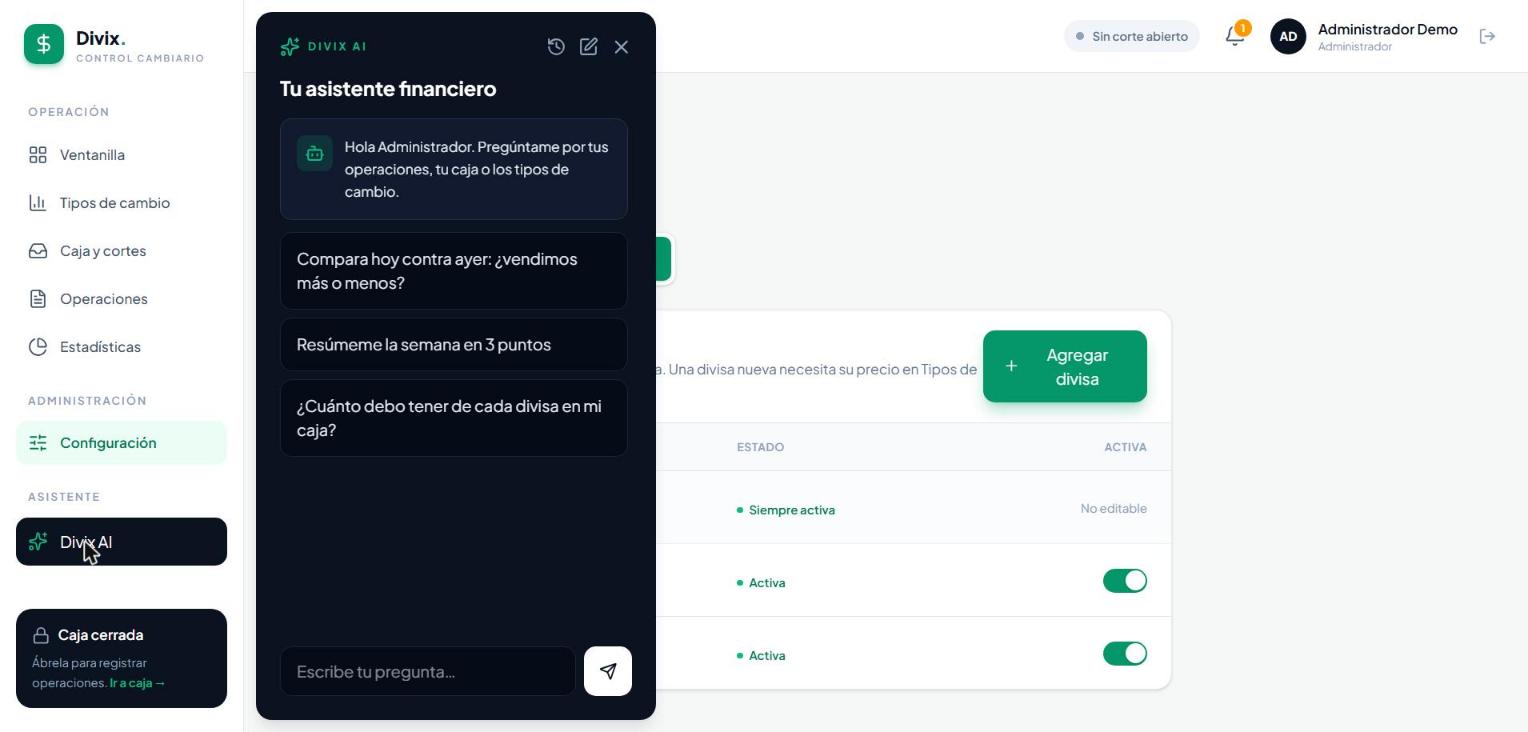 Divix.
CONTROL CAMBIARIO
OPERACIÓN
Ventanilla
Tipos de cambio
Caja y cortes
Operaciones
Estadísticas
ADMINISTRACIÓN
Configuración
ASISTENTE
Divix AI
Caja cerrada
Ábrela para registrar
operaciones. Ir a caja →
DIVIX AI
Tu asistente financiero
Hola Administrador. Pregúntame por tus
operaciones, tu caja o los tipos de
cambio.
Compara hoy contra ayer: ¿vendimos
más o menos?
Resúmeme la semana en 3 puntos
¿Cuánto debo tener de cada divisa en mi
caja?
Escribe tu pregunta...
Sin corte abierto
1
AD
Administrador Demo
Administrador
a. Una divisa nueva necesita su precio en Tipos de
+ Agregar
divisa
ESTADO
ACTIVA
Siempre activa
No editable
Activa
Activa